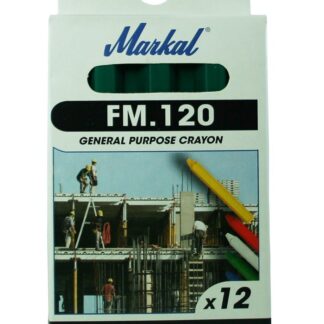 Markal
FM.120
GENERAL PURPOSE CRAYON
x12